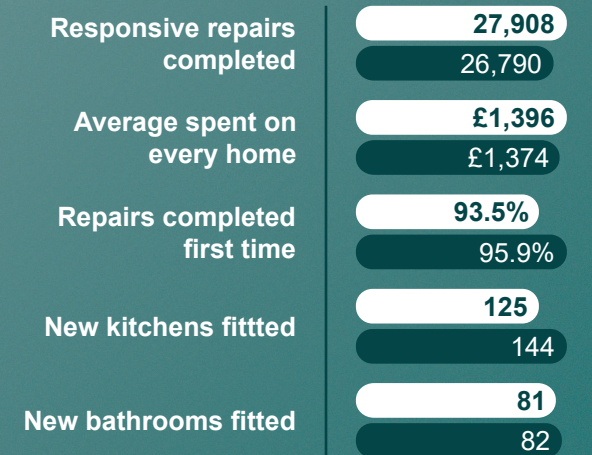 Responsive repairs
completed
27,908
26,790
Average spent on
every home
£1,396
£1,374
Repairs completed
first time
93.5%
95.9%
New kitchens fittted
125
144
New bathrooms fitted
81
82